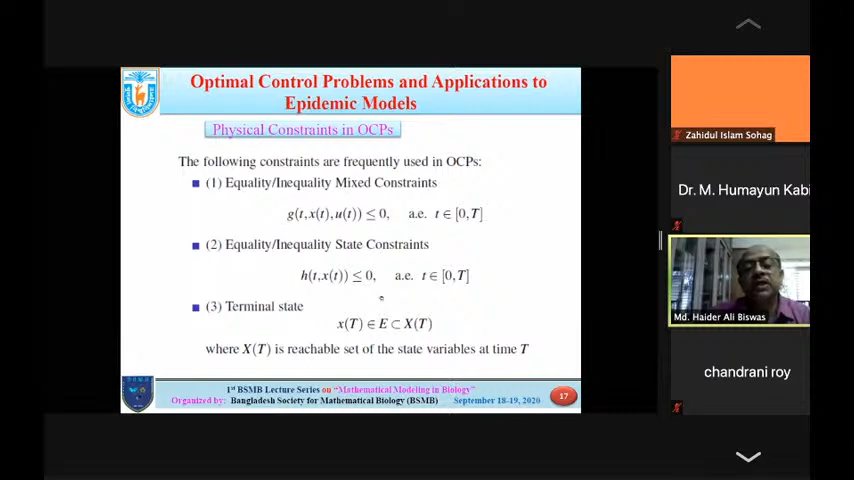 Optimal Control Problems and Applications to
Epidemic Models
Physical Constraints in OCPs
The following constraints are frequently used in OCPs:
(1) Equality/Inequality Mixed Constraints
g(t,x(t),u(t)) ≤ 0, a.e. t ∈ [0,T]
(2) Equality/Inequality State Constraints
h(t,x(t)) ≤ 0, a.e. t ∈ [0,T]
(3) Terminal state
x(T) ∈ E ⊂ X(T)
where X(T) is reachable set of the state variables at time T
1st BSMB Lecture Series on “Mathematical Modeling in Biology”
Organized by: Bangladesh Society for Mathematical Biology (BSMB) September 18-19, 2020
17
Zahidul Islam Sohag
Dr. M. Humayun Kabi
Md. Haider Ali Biswas
chandrani roy